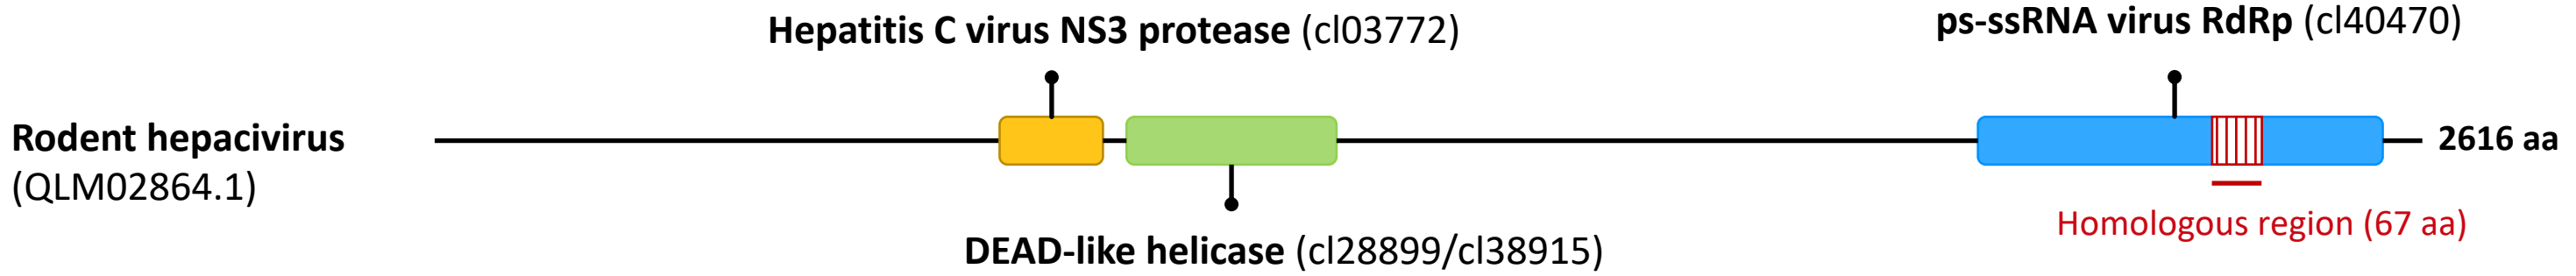 Hepatitis C virus NS3 protease (cl03772)
ps-ssRNA virus RdRp (cl40470)
Rodent hepacivirus
(QLM02864.1)
2616 aa
Homologous region (67 aa)
DEAD-like helicase (cl28899/cl38915)